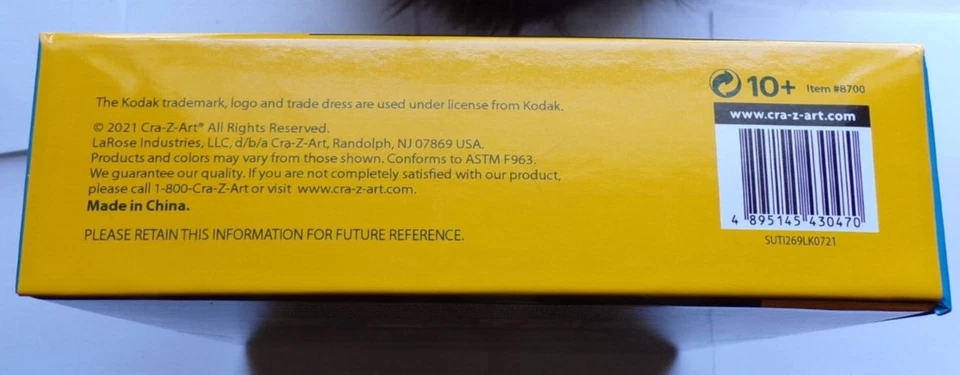 The Kodak trademark, logo and trade dress are used under license from Kodak.
© 2021 Cra-Z-Art® All Rights Reserved.
LaRose Industries, LLC, d/b/a Cra-Z-Art, Randolph, NJ 07869 USA.
Products and colors may vary from those shown. Conforms to ASTM F963.
We guarantee our quality. If you are not completely satisfied with our product,
please call 1-800-Cra-Z-Art or visit www.cra-z-art.com.
Made in China.
PLEASE RETAIN THIS INFORMATION FOR FUTURE REFERENCE.
10+ Item #8700
www.cra-z-art.com
4 895145 430470
SUTI269LK0721